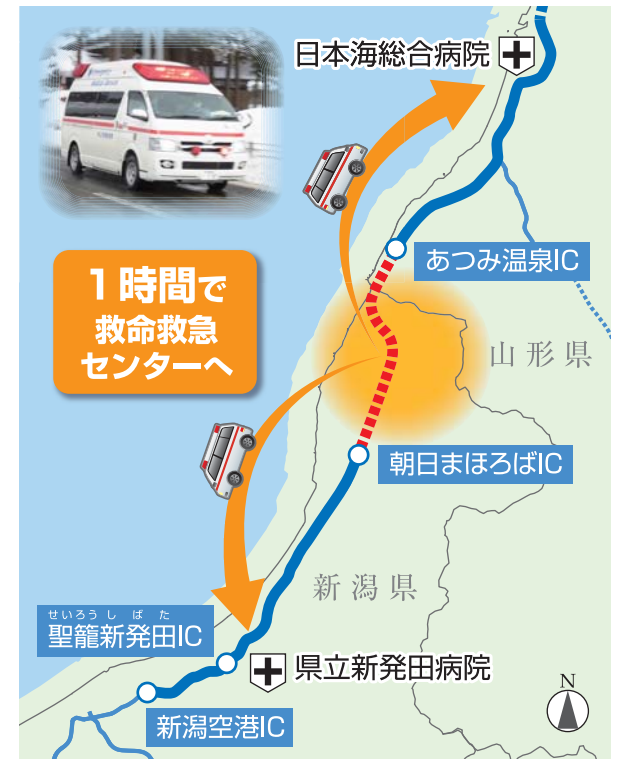 日本海総合病院
あつみ温泉IC
1時間で
救命救急
センターへ
山形県
朝日まほろばIC
新潟県
せいろうしばた
聖籠新発田IC
県立新発田病院
新潟空港IC
N